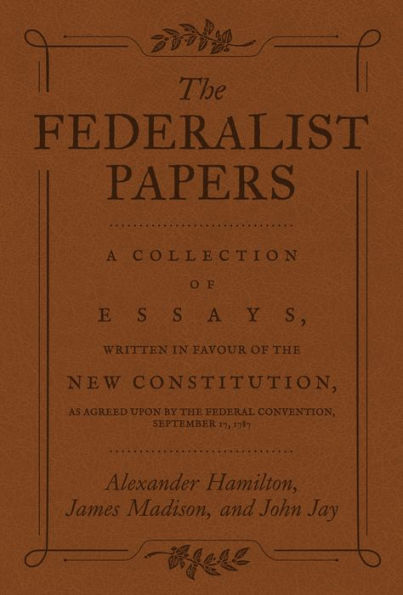 The
FEDERALIST
PAPERS
A COLLECTION
OF
ESSAYS,
WRITTEN IN FAVOUR OF THE
NEW CONSTITUTION,
AS AGREED UPON BY THE FEDERAL CONVENTION,
SEPTEMBER 17, 1787
Alexander Hamilton,
James Madison, and John Jay